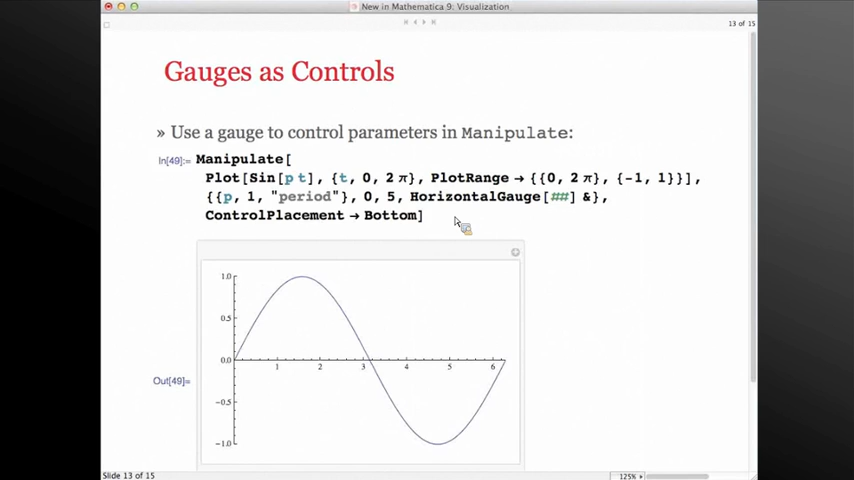 New in Mathematica 9: Visualization
13 of 15
Gauges as Controls
» Use a gauge to control parameters in Manipulate:
In[49]:= Manipulate[
Plot[Sin[p t], {t, 0, 2 π}, PlotRange → {{0, 2 π}, {-1, 1}}],
{{p, 1, "period"}, 0, 5, HorizontalGauge[##] &},
ControlPlacement → Bottom]
1.0
0.5
0.0
1 2 3 4 5 6
Out[49]=
−0.5
−1.0
Slide 13 of 15
125%